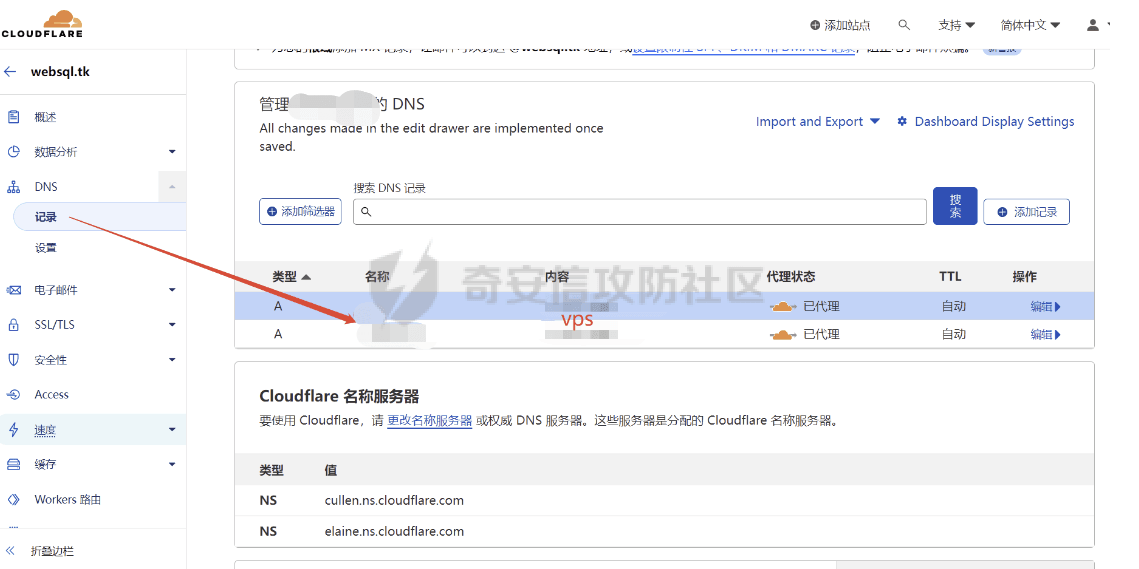 CLOUDFLARE
添加站点
支持
简体中文
websql.tk
概述
数据分析
DNS
记录
设置
电子邮件
SSL/TLS
安全性
Access
速度
缓存
Workers 路由
折叠边栏
管理 的 DNS
All changes made in the edit drawer are implemented once
saved.
Import and Export
Dashboard Display Settings
搜索 DNS 记录
添加筛选器
搜
索
添加记录
奇安信攻防社区
类型 名称 内容 代理状态 TTL 操作
A 已代理 自动 编辑
vps
A 已代理 自动 编辑
Cloudflare 名称服务器
要使用 Cloudflare，请 更改名称服务器 或权威 DNS 服务器。这些服务器是分配的 Cloudflare 名称服务器。
类型 值
NS cullen.ns.cloudflare.com
NS elaine.ns.cloudflare.com